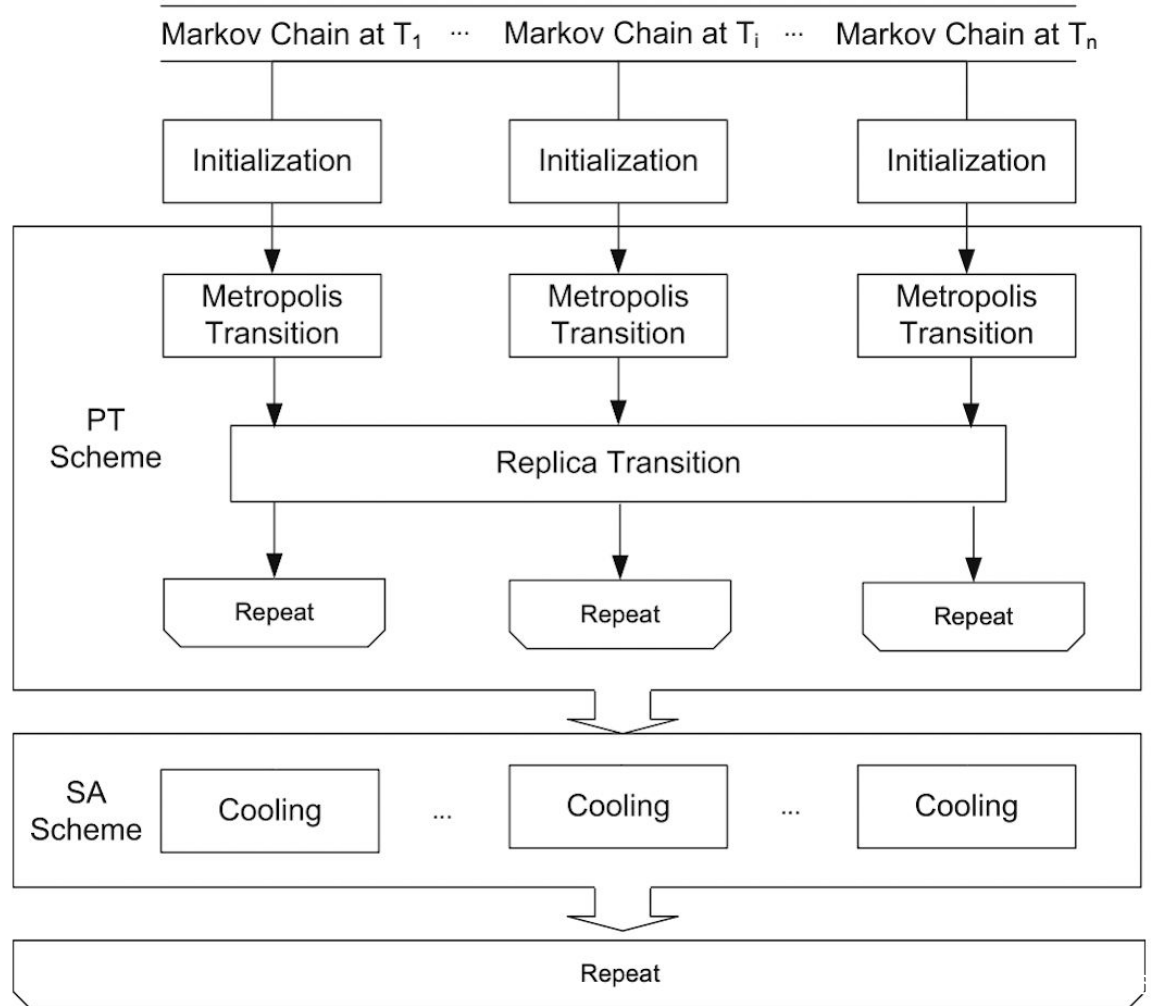 Markov Chain at T₁ ... Markov Chain at Tᵢ ... Markov Chain at Tₙ
Initialization Initialization Initialization
Metropolis Metropolis Metropolis
Transition Transition Transition
PT
Scheme
Replica Transition
Repeat Repeat Repeat
SA
Scheme
Cooling ... Cooling ... Cooling
Repeat